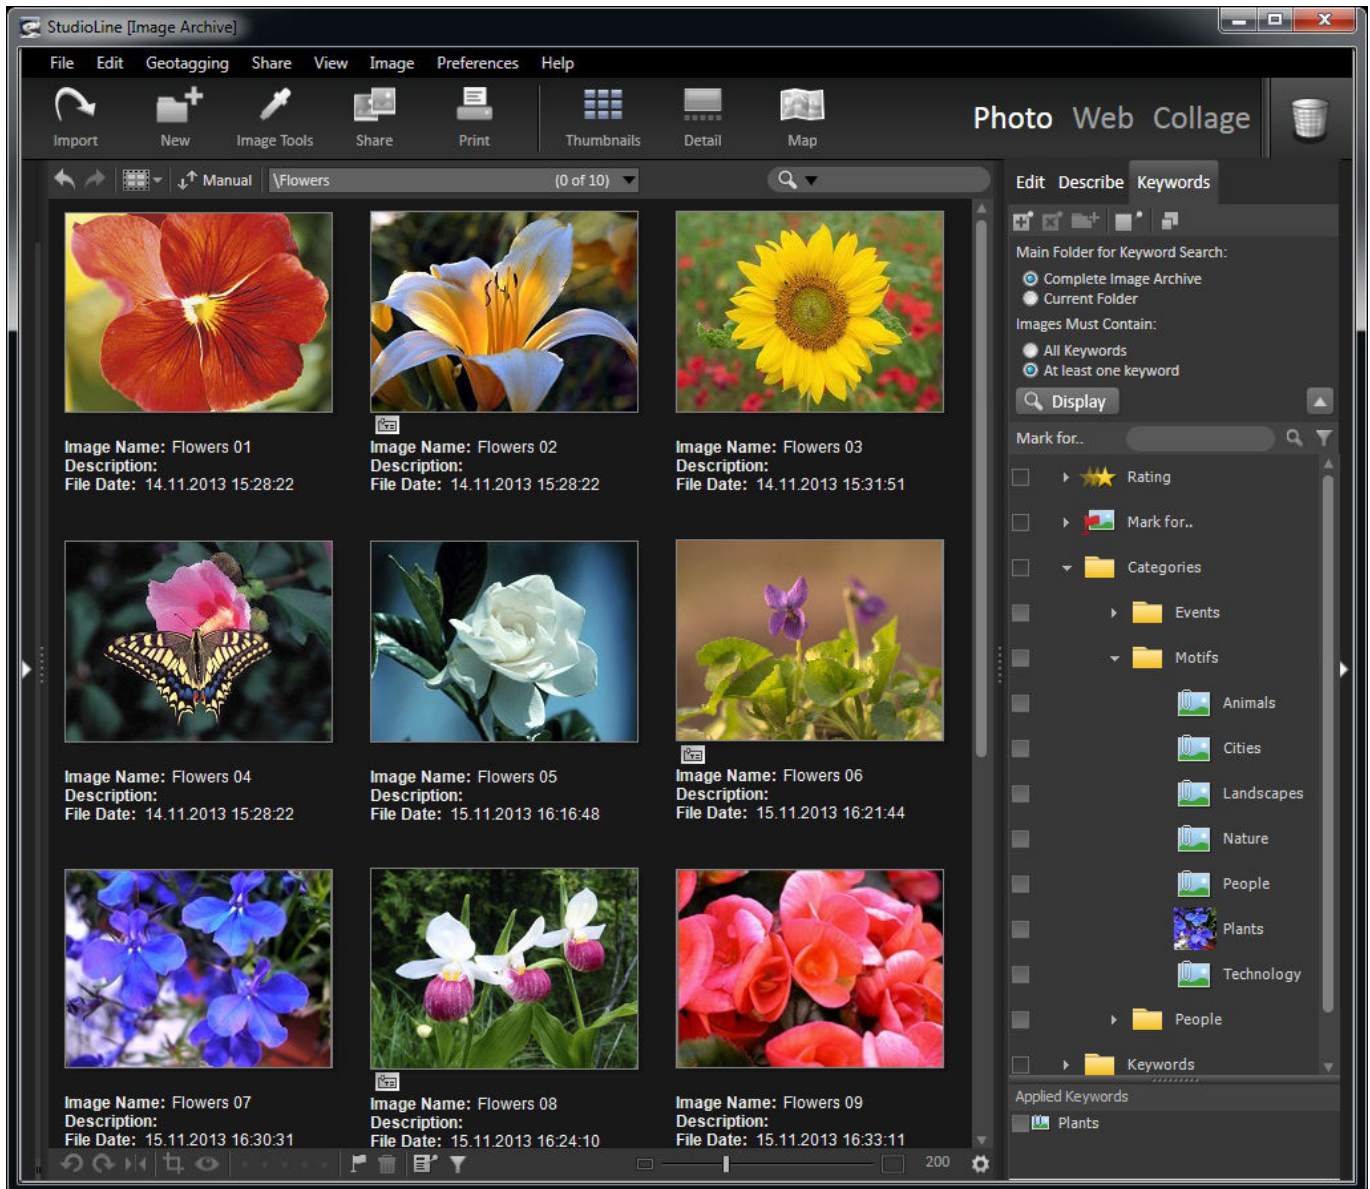 StudioLine [Image Archive]
File Edit Geotagging Share View Image Preferences Help
Import New Image Tools Share Print Thumbnails Detail Map
Photo Web Collage
Manual \Flowers (0 of 10)
Edit Describe Keywords
Main Folder for Keyword Search:
Complete Image Archive
Current Folder
Images Must Contain:
All Keywords
At least one keyword
Display
Mark for..
Rating
Mark for..
Categories
Events
Motifs
Animals
Cities
Landscapes
Nature
People
Plants
Technology
People
Keywords
Applied Keywords
Plants
Image Name: Flowers 01
Description:
File Date: 14.11.2013 15:28:22
Image Name: Flowers 02
Description:
File Date: 14.11.2013 15:28:22
Image Name: Flowers 03
Description:
File Date: 14.11.2013 15:31:51
Image Name: Flowers 04
Description:
File Date: 14.11.2013 15:28:22
Image Name: Flowers 05
Description:
File Date: 15.11.2013 16:16:48
Image Name: Flowers 06
Description:
File Date: 15.11.2013 16:21:44
Image Name: Flowers 07
Description:
File Date: 15.11.2013 16:30:31
Image Name: Flowers 08
Description:
File Date: 15.11.2013 16:24:10
Image Name: Flowers 09
Description:
File Date: 15.11.2013 16:33:11
200